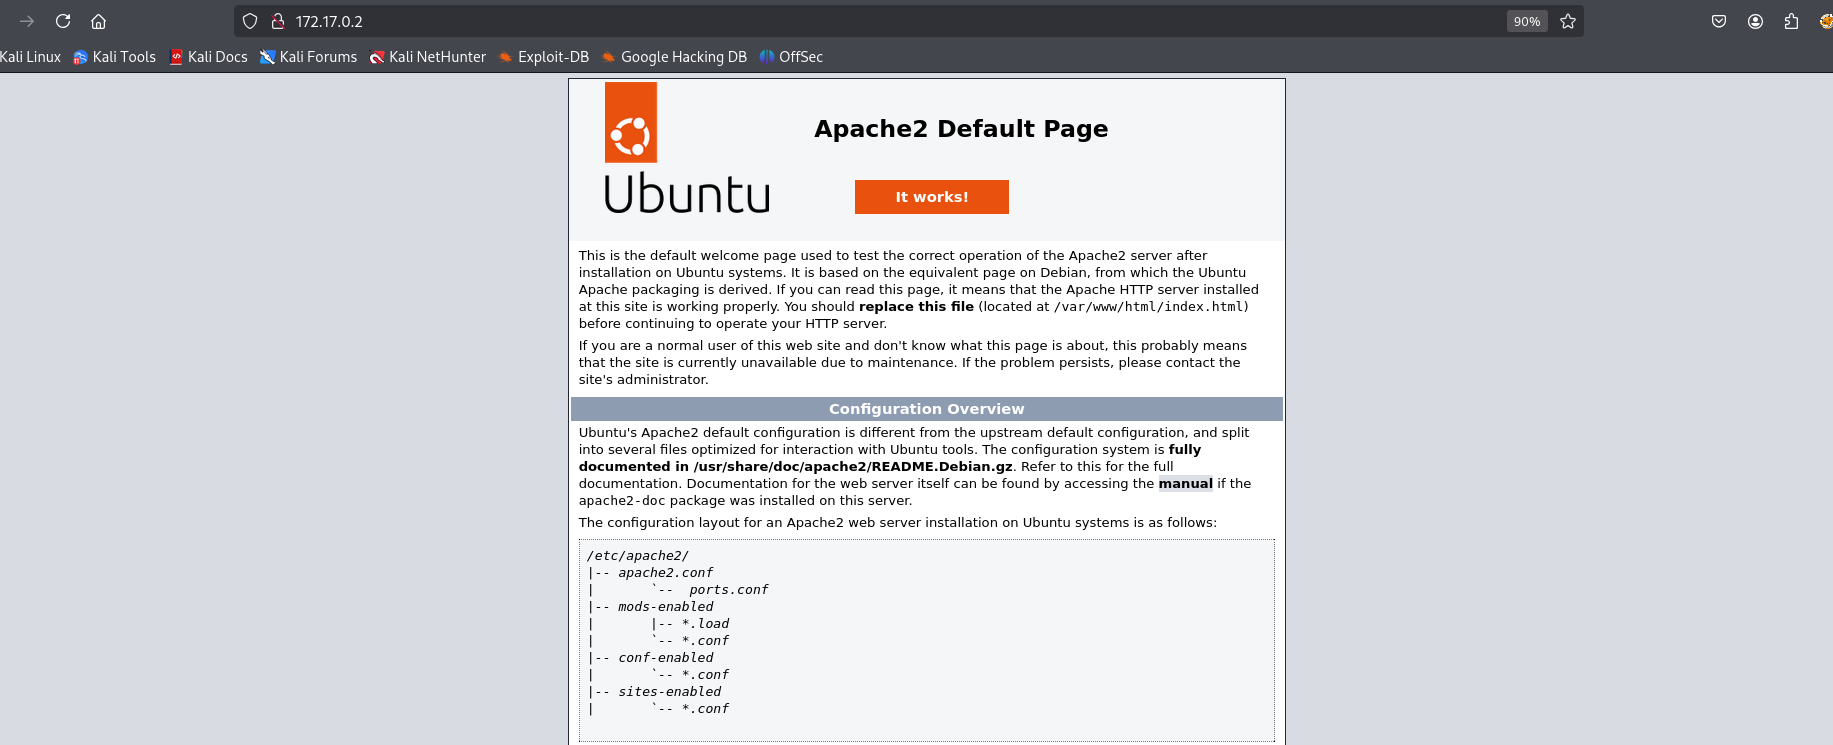 172.17.0.2
90%
Kali Linux Kali Tools Kali Docs Kali Forums Kali NetHunter Exploit-DB Google Hacking DB OffSec
Ubuntu
Apache2 Default Page
It works!
This is the default welcome page used to test the correct operation of the Apache2 server after
installation on Ubuntu systems. It is based on the equivalent page on Debian, from which the Ubuntu
Apache packaging is derived. If you can read this page, it means that the Apache HTTP server installed
at this site is working properly. You should replace this file (located at /var/www/html/index.html)
before continuing to operate your HTTP server.
If you are a normal user of this web site and don't know what this page is about, this probably means
that the site is currently unavailable due to maintenance. If the problem persists, please contact the
site's administrator.
Configuration Overview
Ubuntu's Apache2 default configuration is different from the upstream default configuration, and split
into several files optimized for interaction with Ubuntu tools. The configuration system is fully
documented in /usr/share/doc/apache2/README.Debian.gz. Refer to this for the full
documentation. Documentation for the web server itself can be found by accessing the manual if the
apache2-doc package was installed on this server.
The configuration layout for an Apache2 web server installation on Ubuntu systems is as follows:
/etc/apache2/
|-- apache2.conf
|       `--  ports.conf
|-- mods-enabled
|       |-- *.load
|       `-- *.conf
|-- conf-enabled
|       `-- *.conf
|-- sites-enabled
|       `-- *.conf